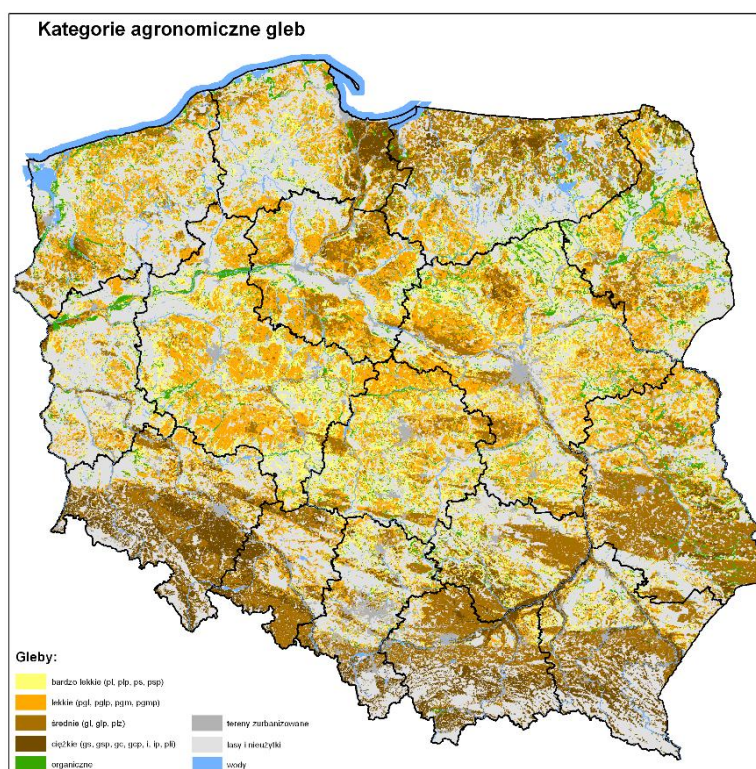 Kategorie agronomiczne gleb
Gleby:
bardzo lekkie (pl, plp, ps, psp)
lekkie (pgl, pglp, pgm, pgmp)
średnie (gl, glp, plz)
ciężkie (gs, gsp, gc, gcp, i, ip, pli)
organiczne
tereny zurbanizowane
lasy i nieużytki
wody